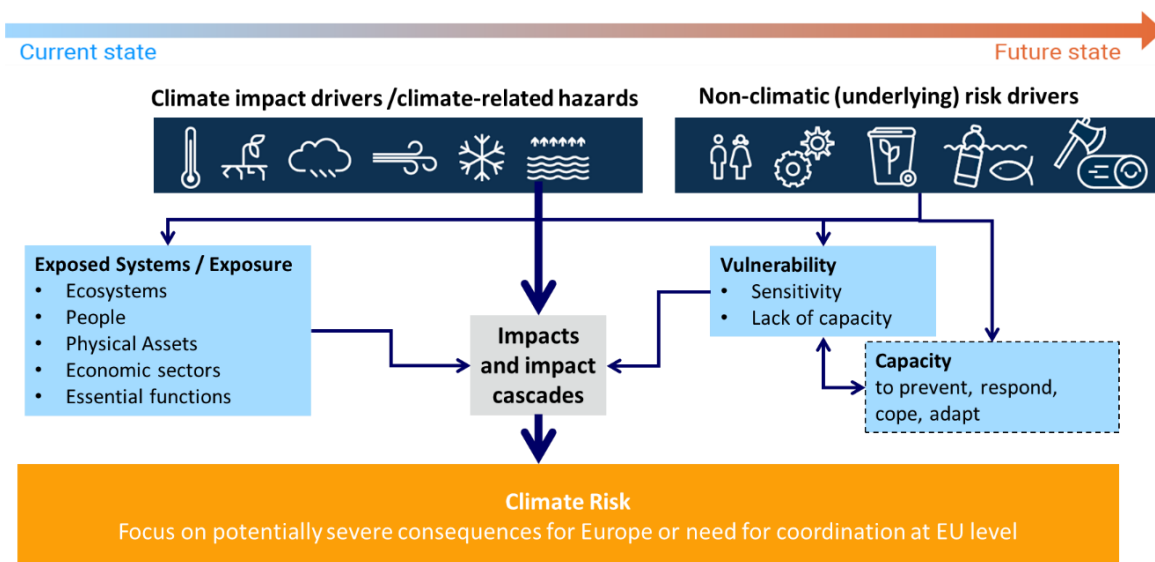 Current state
Future state
Climate impact drivers /climate-related hazards
Non-climatic (underlying) risk drivers
Exposed Systems / Exposure
• Ecosystems
• People
• Physical Assets
• Economic sectors
• Essential functions
Impacts
and impact
cascades
Vulnerability
• Sensitivity
• Lack of capacity
Capacity
to prevent, respond,
cope, adapt
Climate Risk
Focus on potentially severe consequences for Europe or need for coordination at EU level